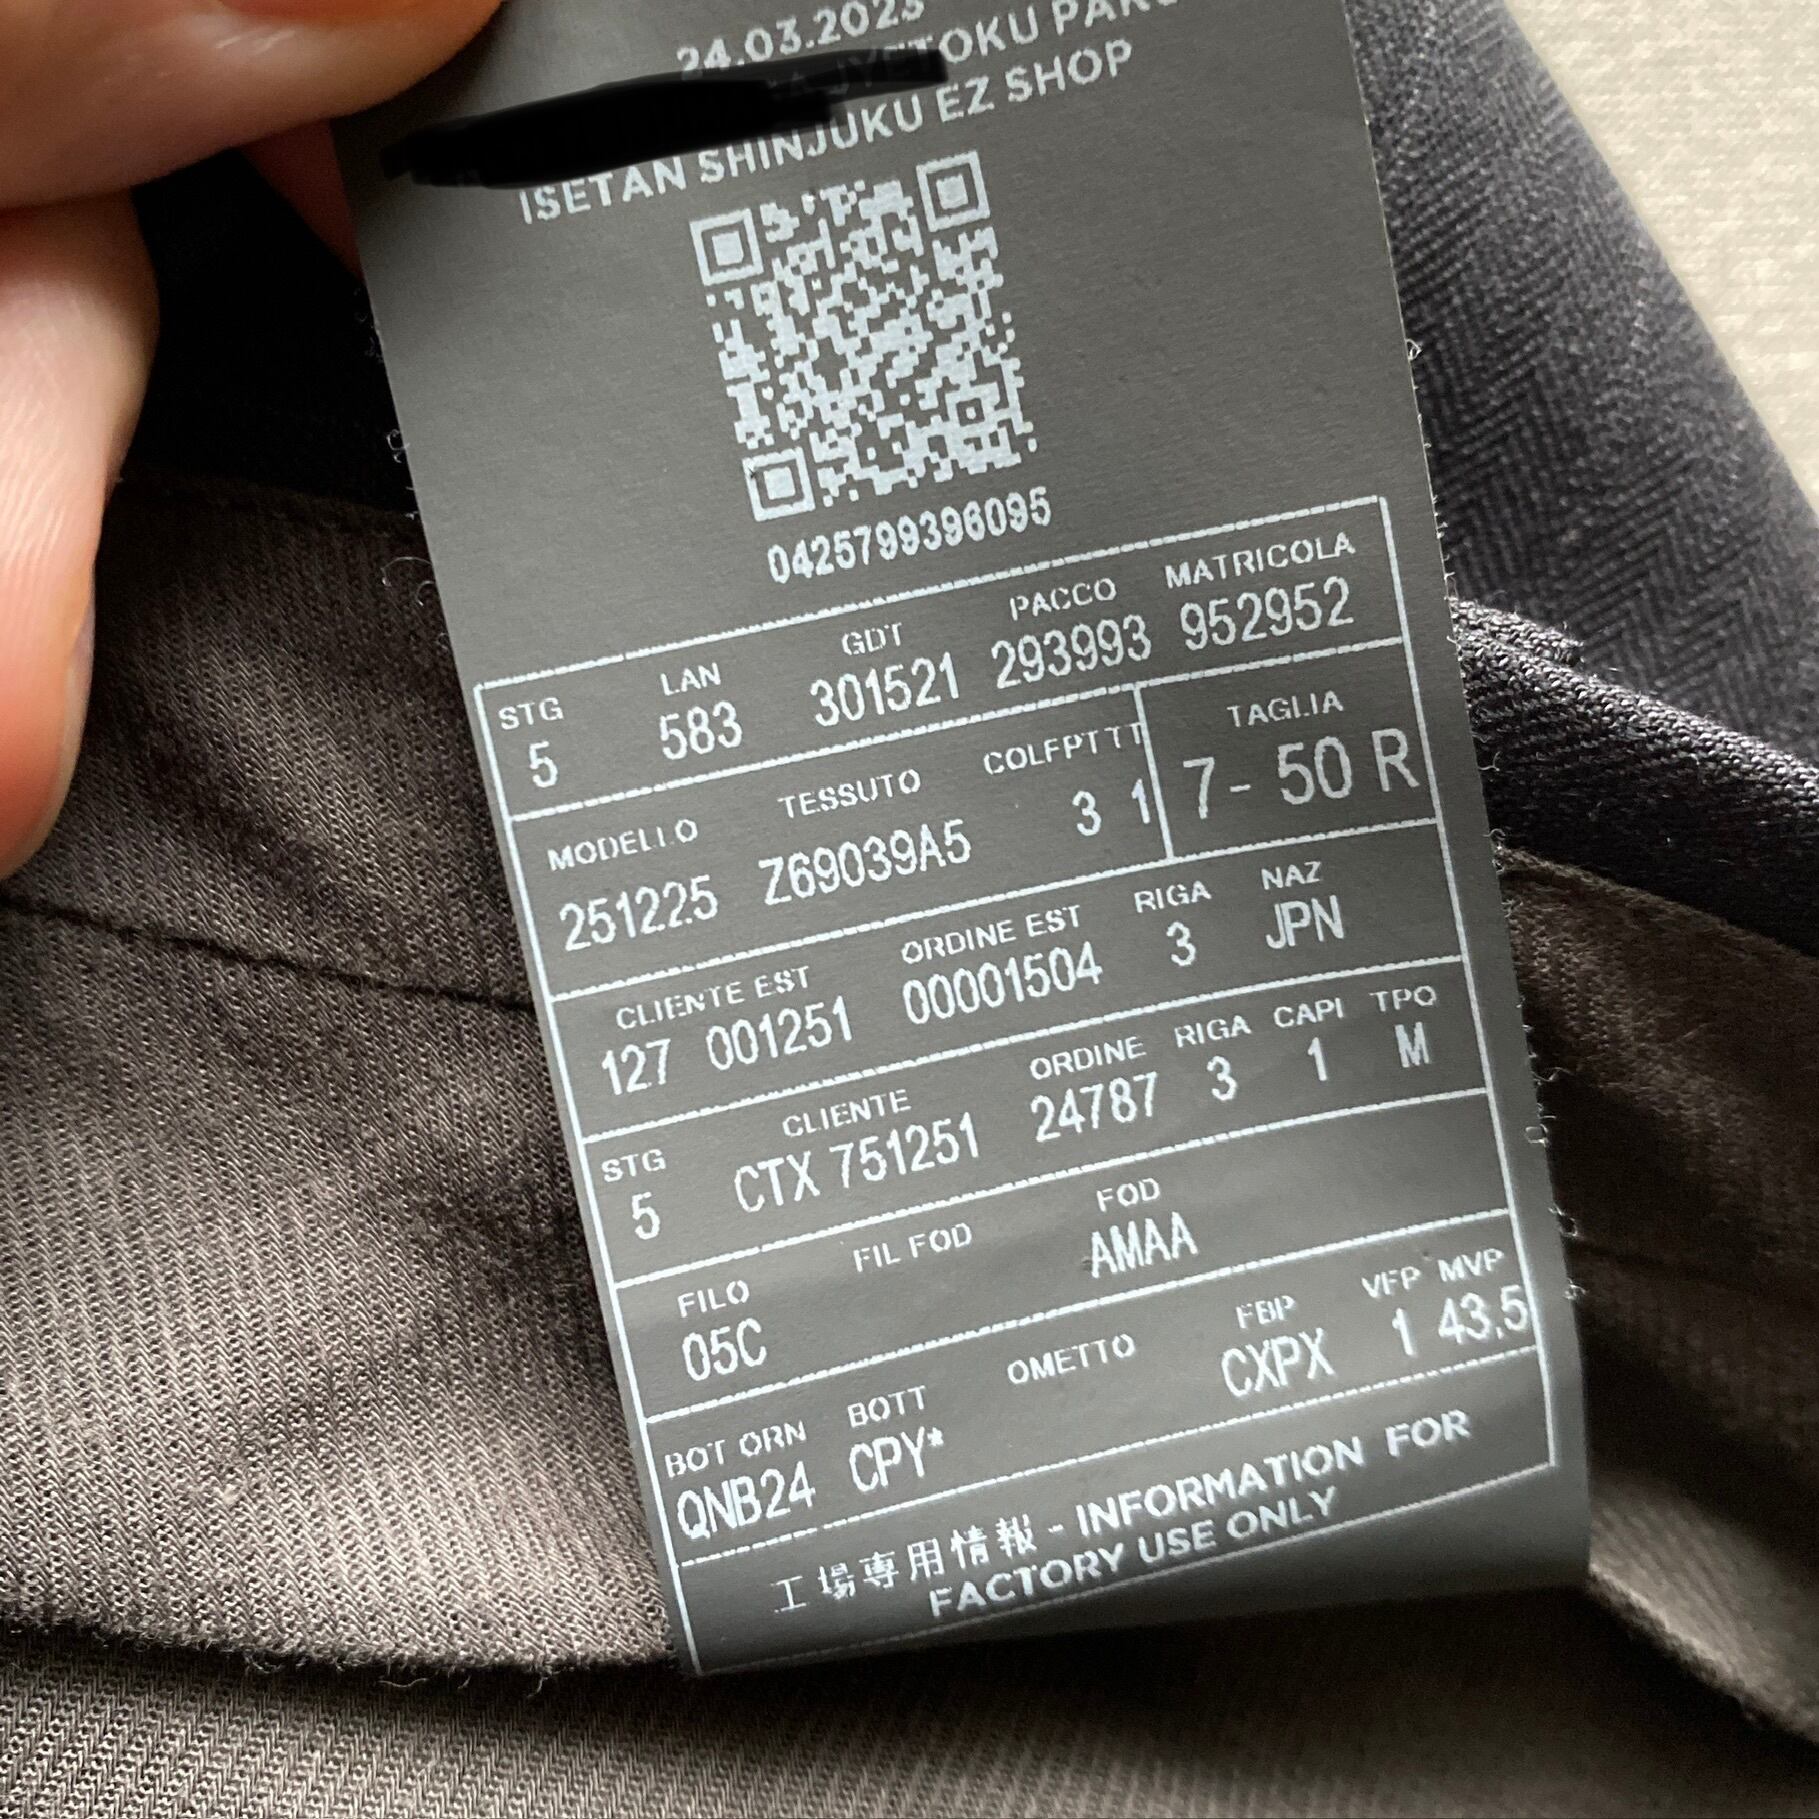 24.03.2023
ISETAN SHINJUKU EZ SHOP
0425799396095
STG LAN GDT PACCO MATRICOLA
5 583 301521 293993 952952
MODELLO TESSUTO COLFPTTT TAGLIA
251225 Z69039A5 3 1 7- 50 R
CLIENTE EST ORDINE EST RIGA NAZ
127 001251 00001504 3 JPN
STG CLIENTE ORDINE RIGA CAPI TPO
5 CTX 751251 24787 3 1 M
FILO FIL FOD FOD
05C AMAA
BOT ORN BOTT OMETTO FBP VFP MVP
QNB24 CPY* CXPX 1 43,5
工場専用情報 - INFORMATION FOR
FACTORY USE ONLY